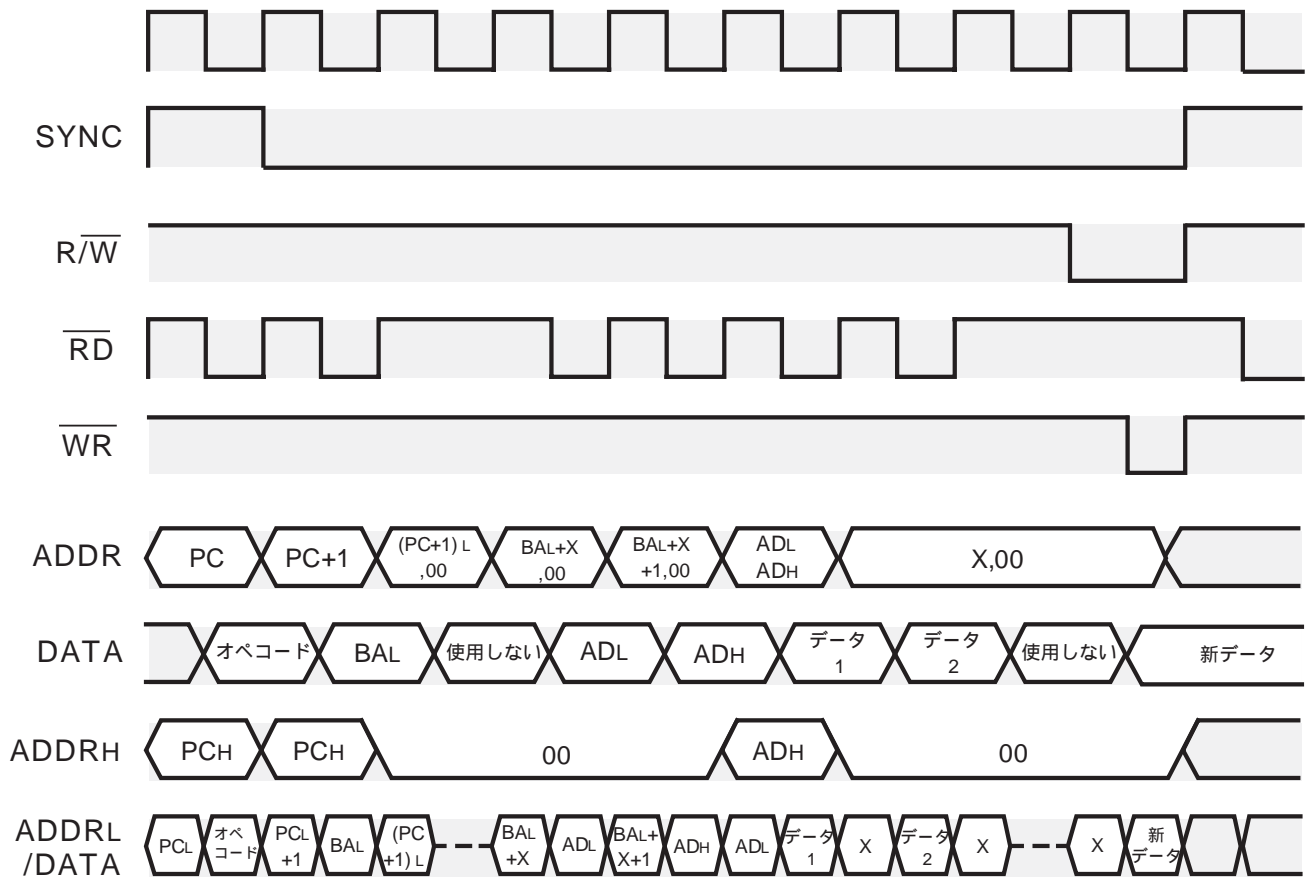 SYNC
R/W
RD
WR
ADDR
PC
PC+1
(PC+1) L
,00
BAL+X
,00
BAL+X
+1,00
ADL
ADH
X,00
DATA
オペコード
BAL
使用しない
ADL
ADH
データ
1
データ
2
使用しない
新データ
ADDRH
PCH
PCH
00
ADH
00
ADDRL
/DATA
PCL
オペ
コード
PCL
+1
BAL
(PC
+1) L
BAL
+X
ADL
BAL+
X+1
ADH
ADL
データ
1
X
データ
2
X
X
新
データ